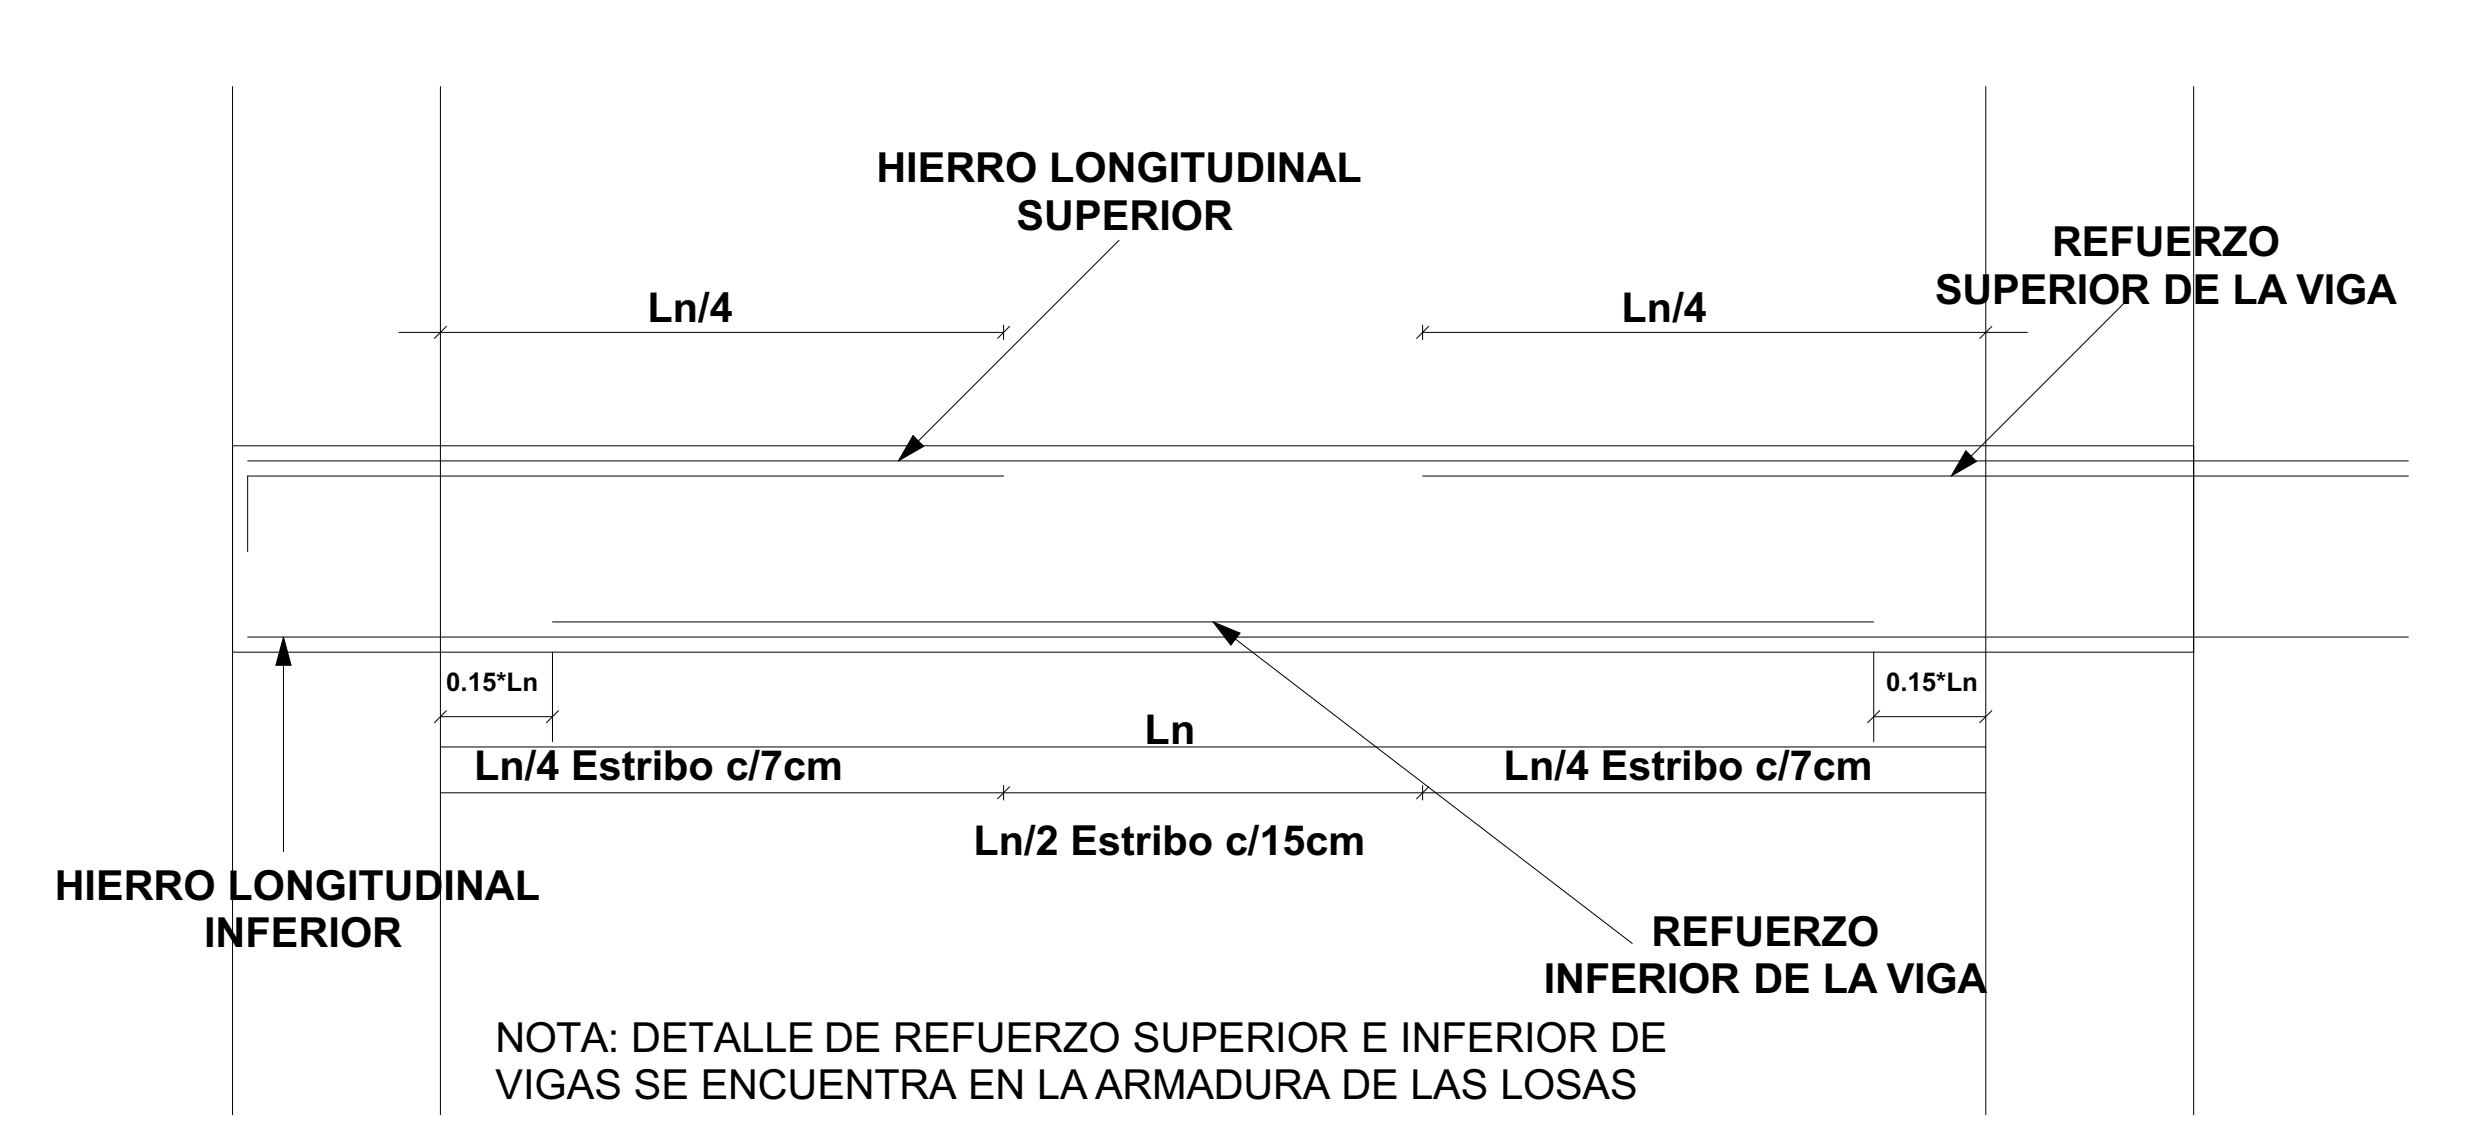 HIERRO LONGITUDINAL
SUPERIOR
REFUERZO
SUPERIOR DE LA VIGA
Ln/4
Ln/4
0.15*Ln
0.15*Ln
Ln
Ln/4 Estribo c/7cm
Ln/4 Estribo c/7cm
Ln/2 Estribo c/15cm
HIERRO LONGITUDINAL
INFERIOR
REFUERZO
INFERIOR DE LA VIGA
NOTA: DETALLE DE REFUERZO SUPERIOR E INFERIOR DE
VIGAS SE ENCUENTRA EN LA ARMADURA DE LAS LOSAS